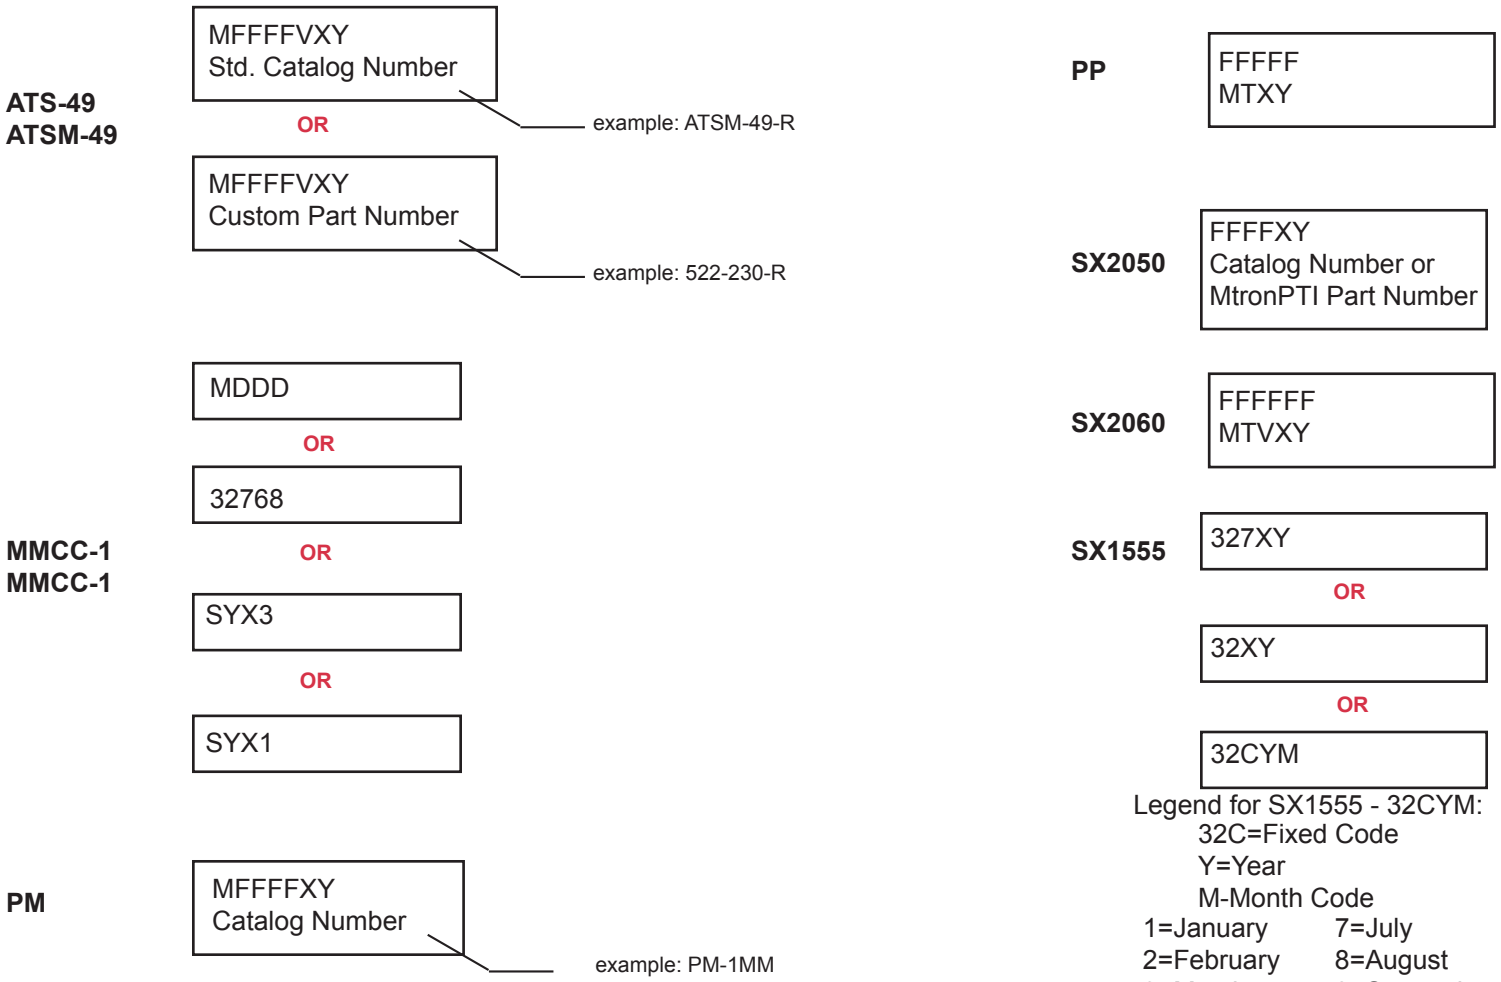 MFFFFVXY
Std. Catalog Number
ATS-49
ATSM-49
OR
example: ATSM-49-R
MFFFFVXY
Custom Part Number
example: 522-230-R
MDDD
OR
32768
MMCC-1
MMCC-1
OR
SYX3
OR
SYX1
PM
MFFFFXY
Catalog Number
example: PM-1MM
PP
FFFFF
MTXY
SX2050
FFFFXY
Catalog Number or
MtronPTI Part Number
SX2060
FFFFFF
MTVXY
SX1555
327XY
OR
32XY
OR
32CYM
Legend for SX1555 - 32CYM:
32C=Fixed Code
Y=Year
M-Month Code
1=January 7=July
2=February 8=August